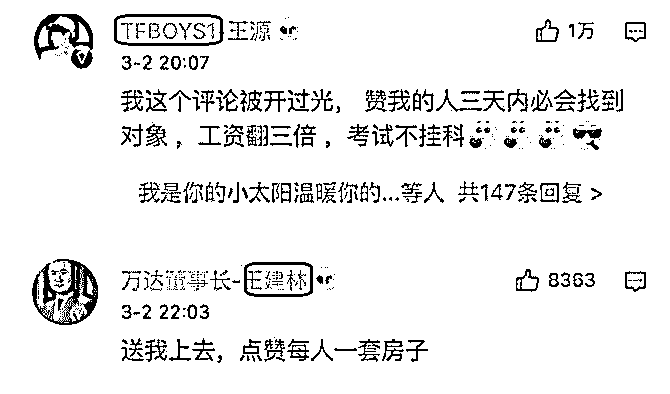 TFBOYS1 王源 1万
3-2 20:07
我这个评论被开过光， 赞我的人三天内必会找到
对象 ，工资翻三倍 ，考试不挂科
我是你的小太阳温暖你的...等人 共147条回复 >
万达董事长-王建林 8363
3-2 22:03
送我上去，点赞每人一套房子